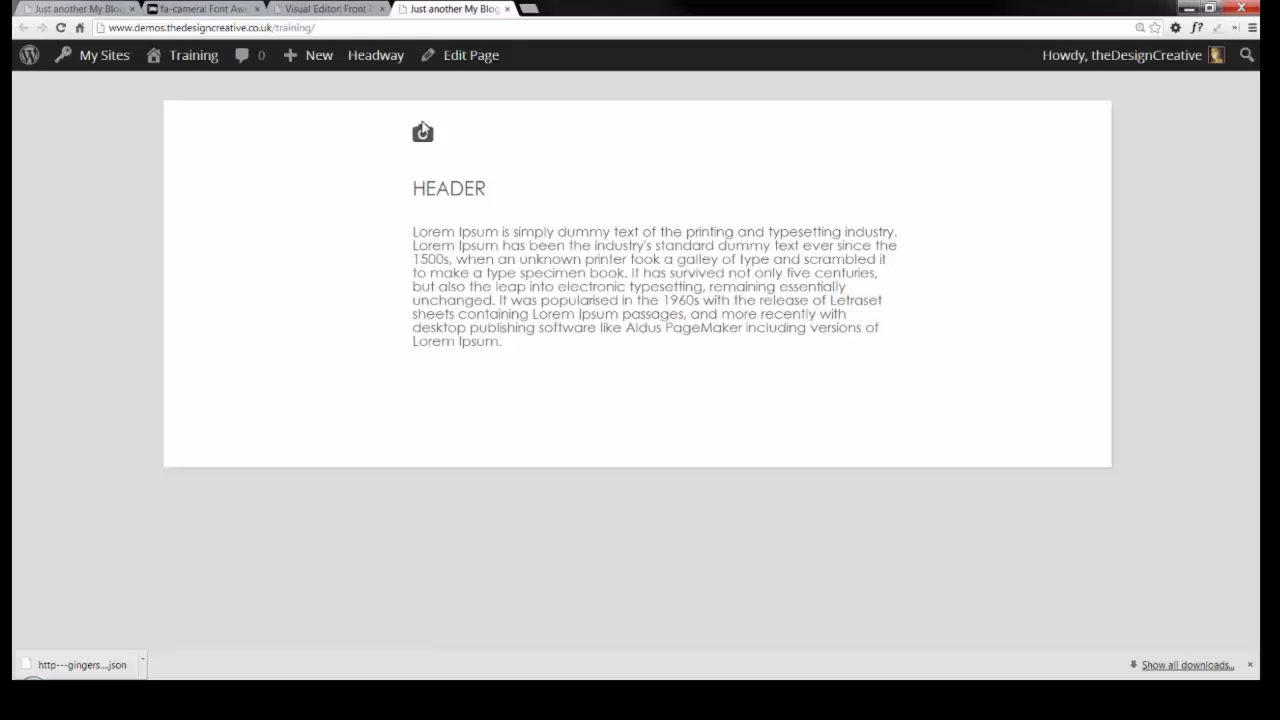 Just another My Blog
fa-camera: Font Awe
Visual Editor: Front P
Just another My Blog
www.demos.thedesigncreative.co.uk/training/
f?
My Sites
Training
0
New
Headway
Edit Page
Howdy, theDesignCreative
HEADER
Lorem Ipsum is simply dummy text of the printing and typesetting industry.
Lorem Ipsum has been the industry's standard dummy text ever since the
1500s, when an unknown printer took a galley of type and scrambled it
to make a type specimen book. It has survived not only five centuries,
but also the leap into electronic typesetting, remaining essentially
unchanged. It was popularised in the 1960s with the release of Letraset
sheets containing Lorem Ipsum passages, and more recently with
desktop publishing software like Aldus PageMaker including versions of
Lorem Ipsum.
http---gingers....json
Show all downloads...